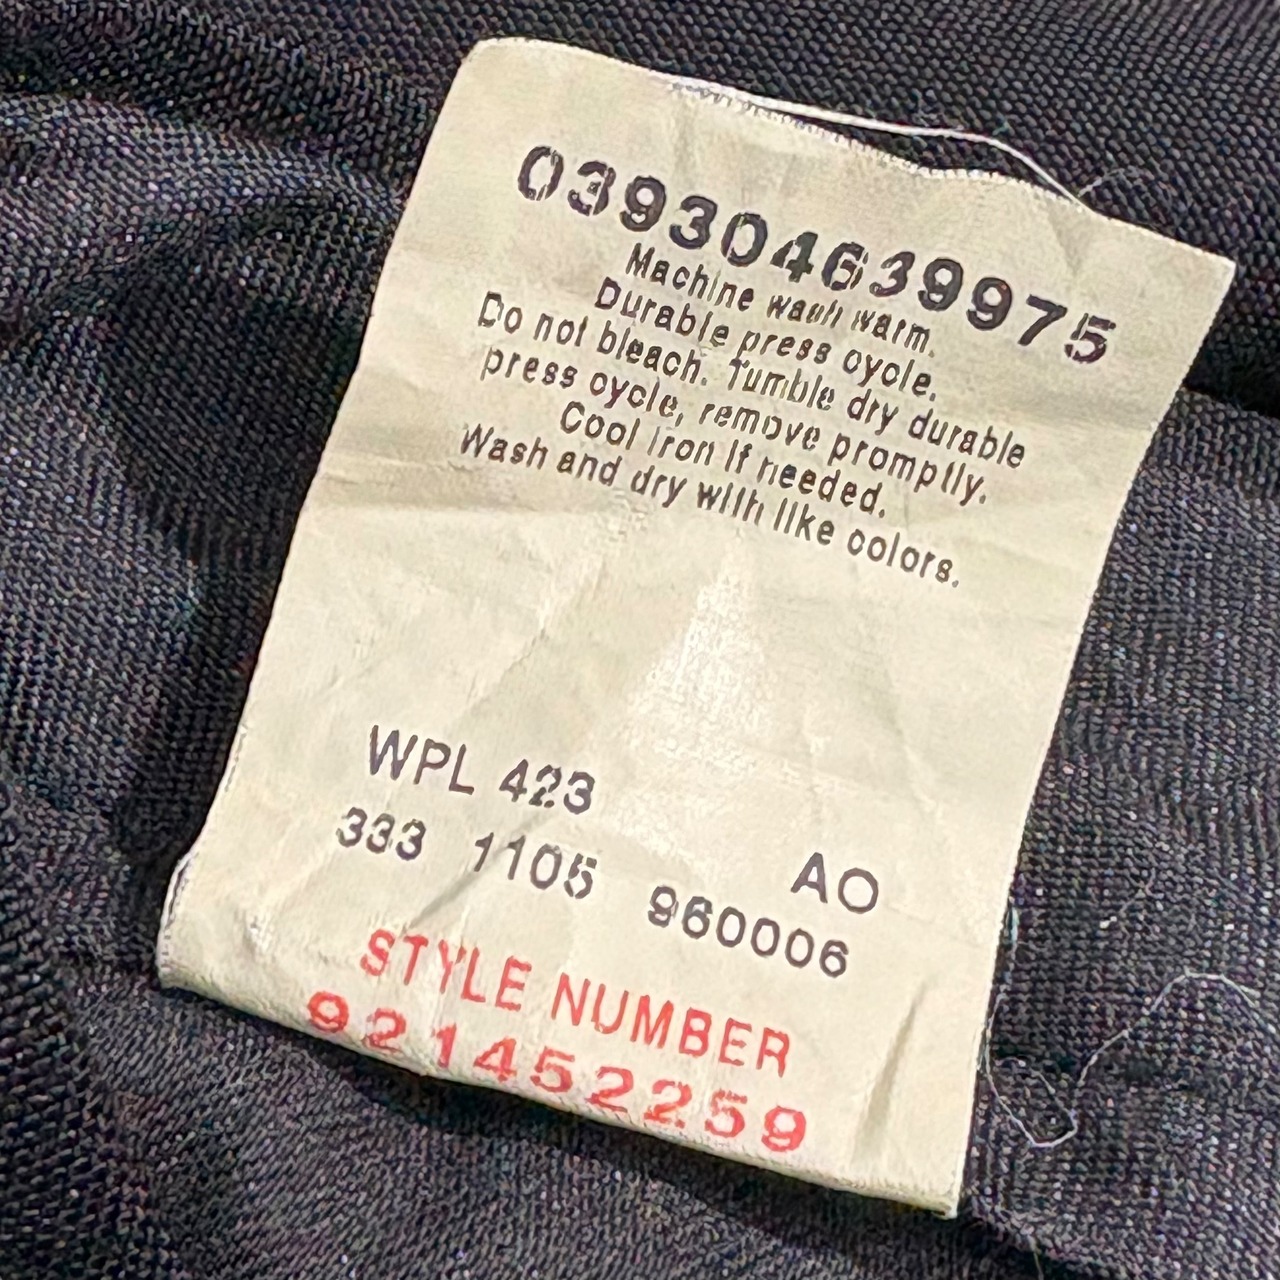 039304639975
Machine wash warm.
Durable press cycle.
Do not bleach. Tumble dry durable
press cycle, remove promptly.
Cool iron if needed.
Wash and dry with like colors.
WPL 423
AO
333 1105 960006
STYLE NUMBER
921452259